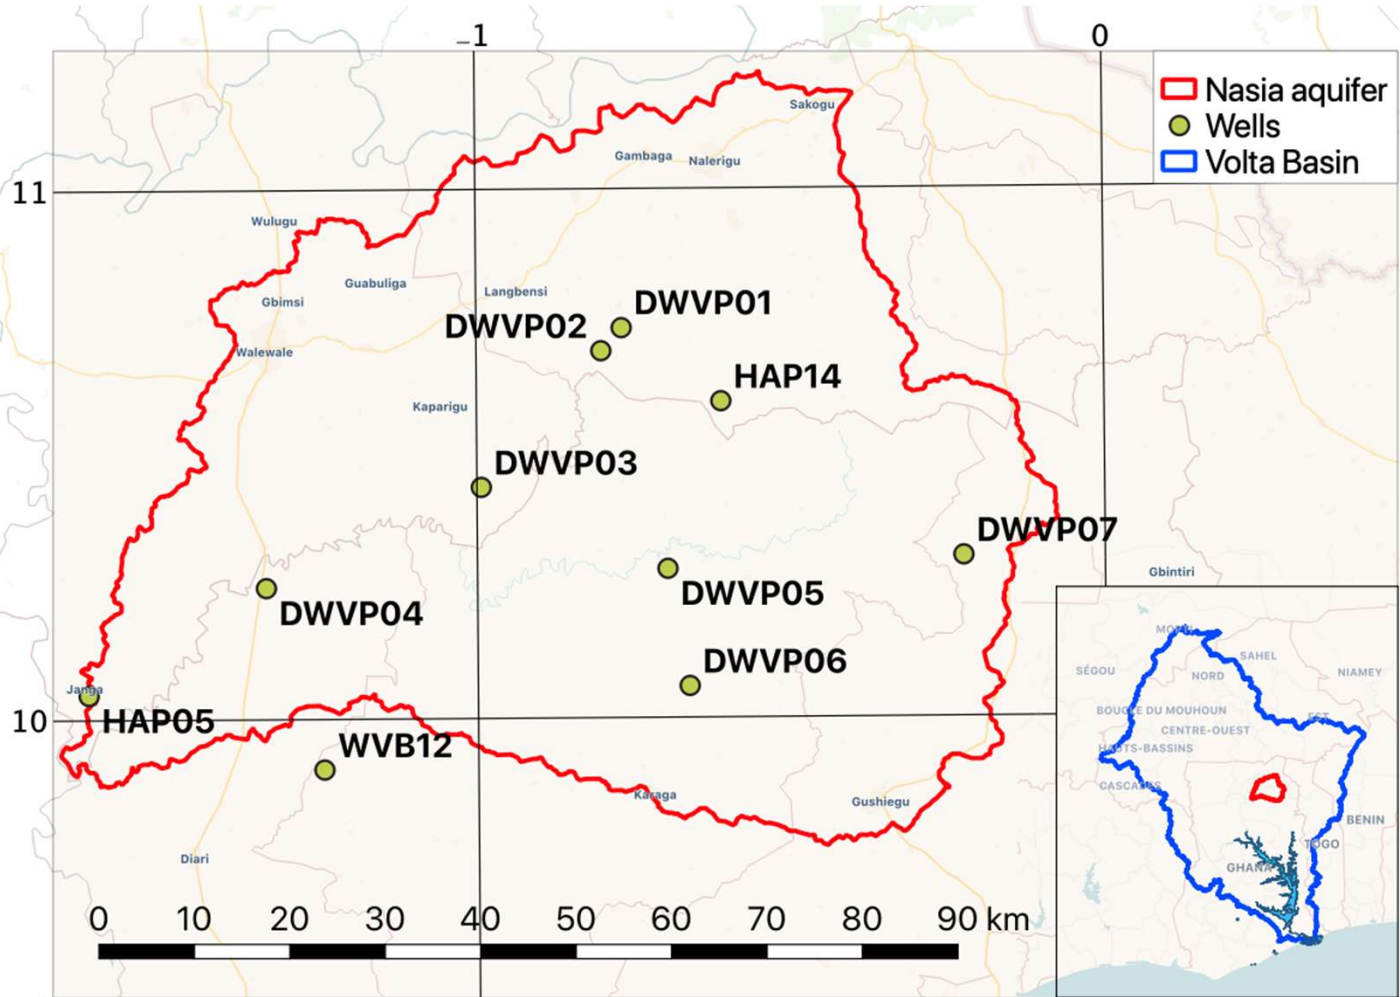 −1
0
Nasia aquifer
Wells
Volta Basin
Sakogu
Gambaga
Nalerigu
11
Wulugu
Guabuliga
Langbensi
Gbimsi
DWVP01
DWVP02
Walewale
HAP14
Kaparigu
DWVP03
DWVP07
DWVP05
Gbintiri
DWVP04
DWVP06
Janga
HAP05
10
WVB12
Karaga
Gushiegu
Diari
0 10 20 30 40 50 60 70 80 90 km
MOPTI
SAHEL
SÉGOU
NORD
NIAMEY
BOUCLE DU MOUHOUN
EST
CENTRE-OUEST
HAUTS-BASSINS
CASCADES
BENIN
TOGO
GHANA